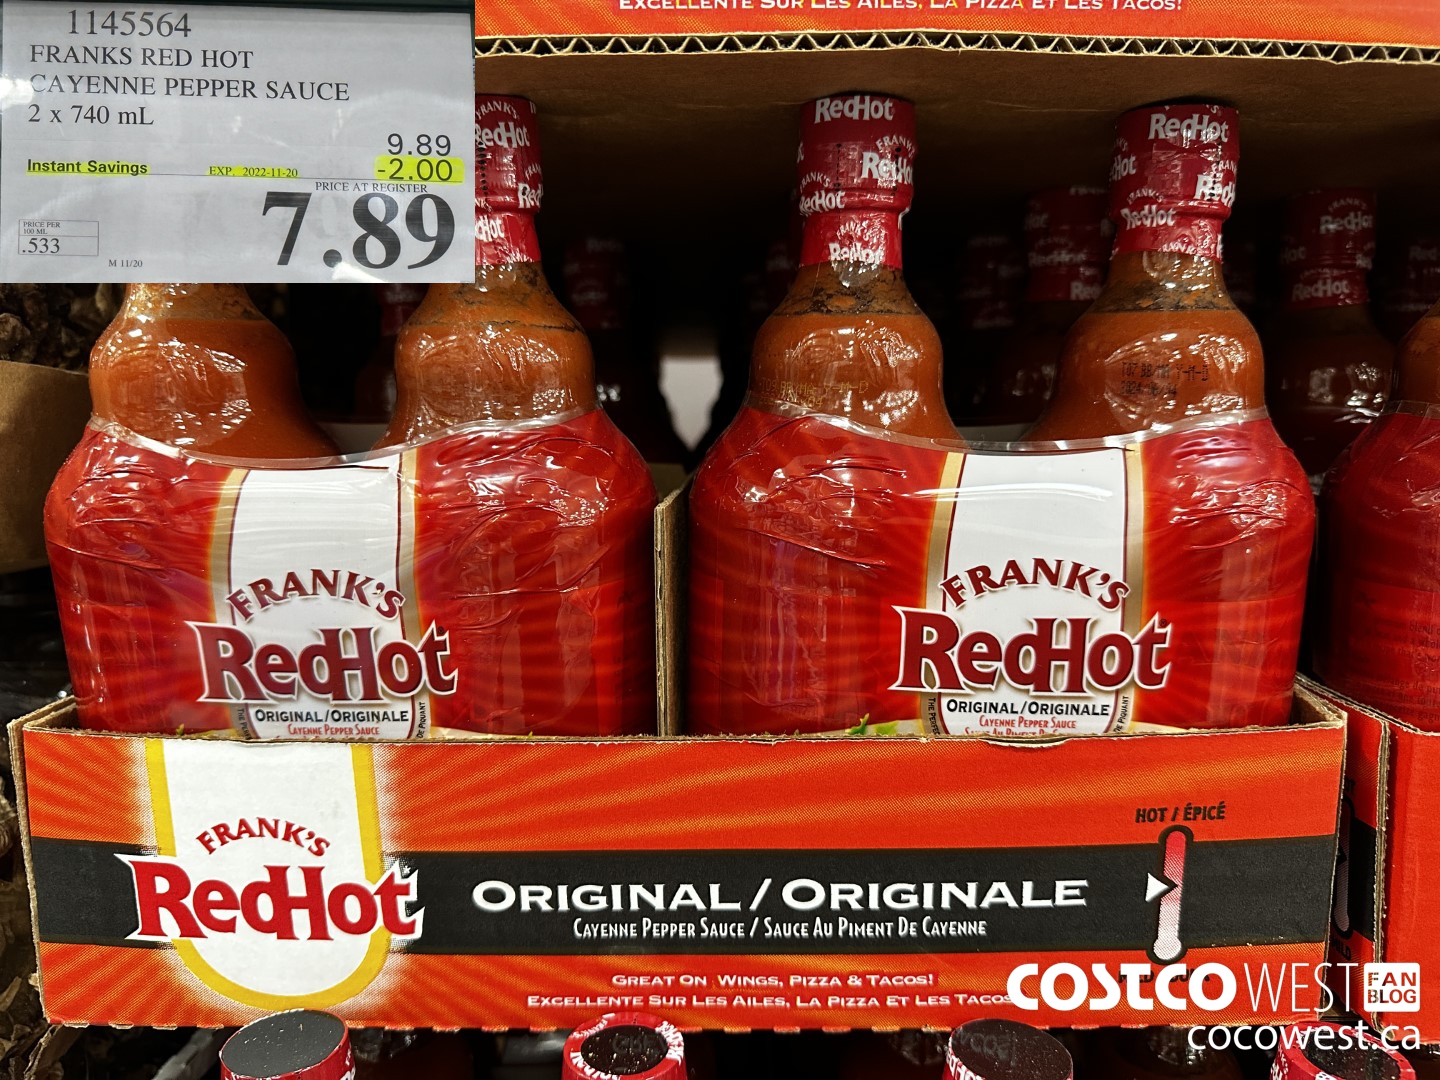 EXCELLENTE SUR LES AILES, LA PIZZA ET LES TACOS!
1145564
FRANKS RED HOT
CAYENNE PEPPER SAUCE
2 x 740 mL
9.89
Instant Savings EXP. 2022-11-20 -2.00
PRICE AT REGISTER
7.89
PRICE PER
100 ML
.533
M 11/20
RedHot
RedHot
RedHot
FRANK'S
RedHot
ORIGINAL/ORIGINALE
CAYENNE PEPPER SAUCE
FRANK'S
RedHot
ORIGINAL/ORIGINALE
CAYENNE PEPPER SAUCE
HOT / ÉPICÉ
FRANK'S
RedHot
ORIGINAL / ORIGINALE
CAYENNE PEPPER SAUCE / SAUCE AU PIMENT DE CAYENNE
GREAT ON WINGS, PIZZA & TACOS!
EXCELLENTE SUR LES AILES, LA PIZZA ET LES TACOS
COSTCO WEST FAN BLOG
cocowest.ca